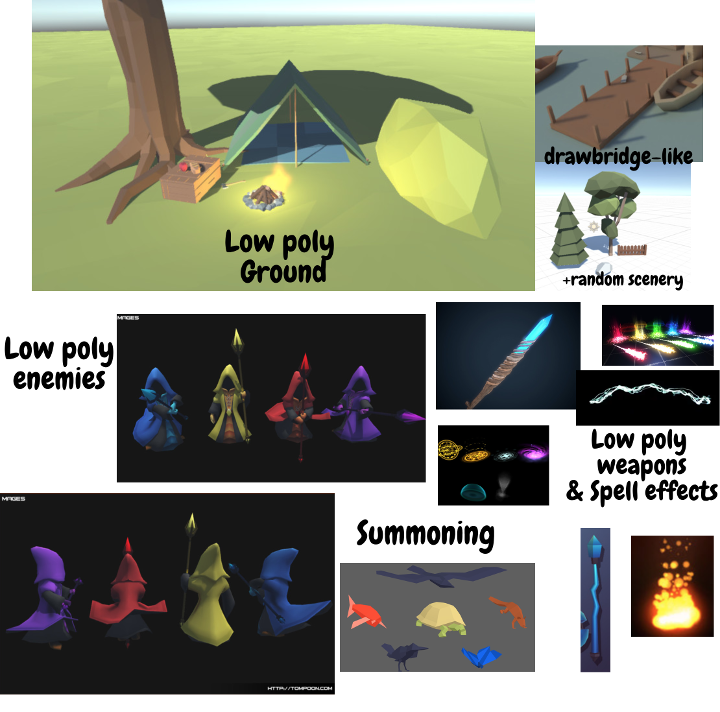 drawbridge-like
Low poly
Ground
+random scenery
MAGES
Low poly
enemies
Low poly
weapons
& Spell effects
MAGES
Summoning
HTTP://TOMPOON.COM